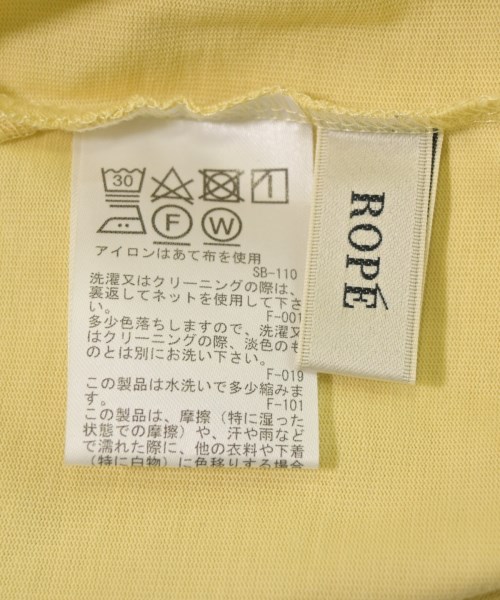 30
F
W
アイロンはあて布を使用
SB-110
洗濯又はクリーニングの際は、
裏返してネットを使用して下さ
い。
F-001
多少色落ちしますので、洗濯又
はクリーニングの際、淡色のも
のとは別にお洗い下さい。
F-019
この製品は水洗いで多少縮みま
す。
F-101
この製品は、摩擦（特に湿った
状態での摩擦）や、汗や雨など
で濡れた際に、他の衣料や下着
（特に白物）に色移りする場合
ROPÉ